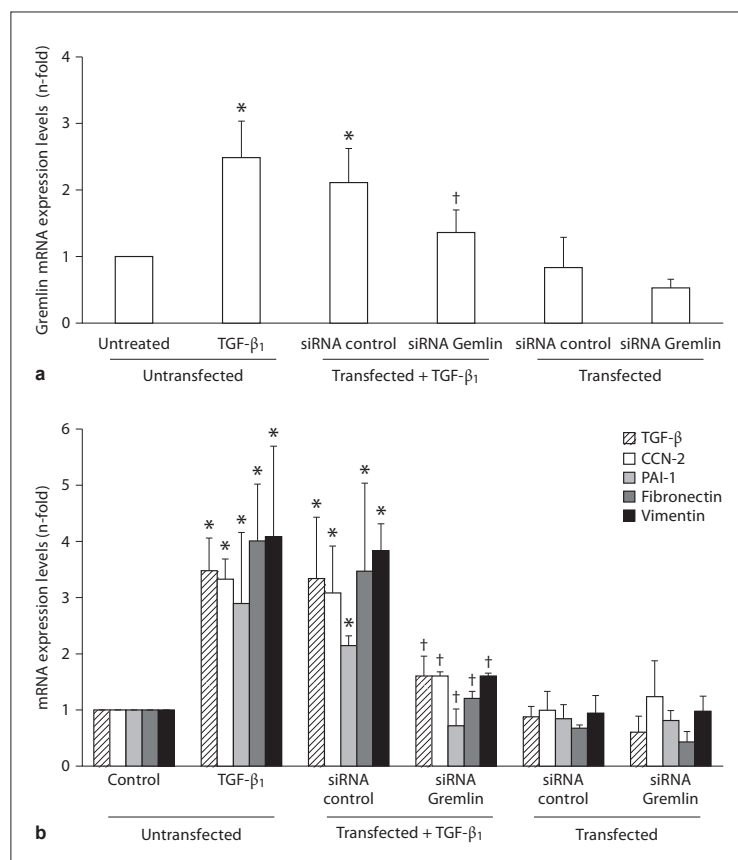 Gremlin mRNA expression levels (n-fold)
4
3
2
1
0
*
*
†
Untreated
TGF-β₁
siRNA control
siRNA Gemlin
siRNA control
siRNA Gremlin
Untransfected
Transfected + TGF-β₁
Transfected
a
mRNA expression levels (n-fold)
6
5
4
3
2
1
0
TGF-β
CCN-2
PAI-1
Fibronectin
Vimentin
* * * * *
* * * * *
† † † † †
Control
TGF-β₁
siRNA
control
siRNA
Gremlin
siRNA
control
siRNA
Gremlin
Untransfected
Transfected + TGF-β₁
Transfected
b